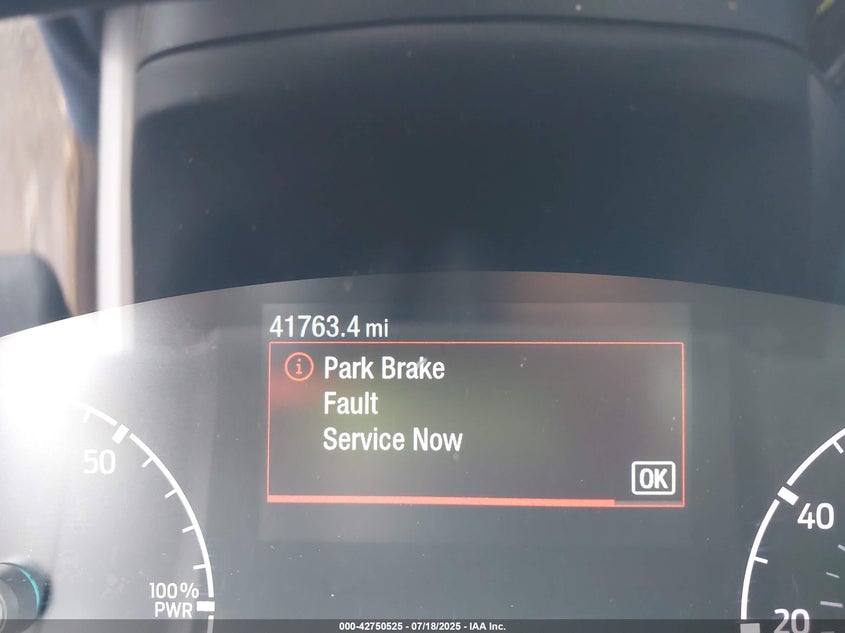 41763.4 mi
Park Brake
Fault
Service Now
OK
50
40
100%
PWR
20
000-42750525 - 07/18/2025 - IAA Inc.